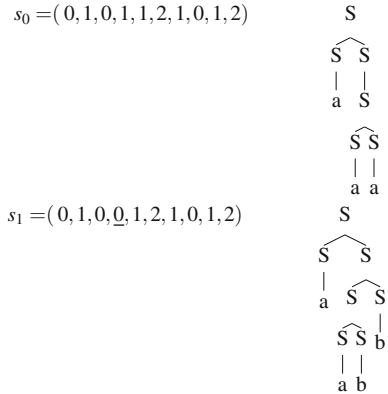 s₀ =( 0,1,0,1,1,2,1,0,1,2) S
S S
a S
S S
a a
s₁ =( 0,1,0,0,1,2,1,0,1,2) S
S S
a S S
S S b
a b